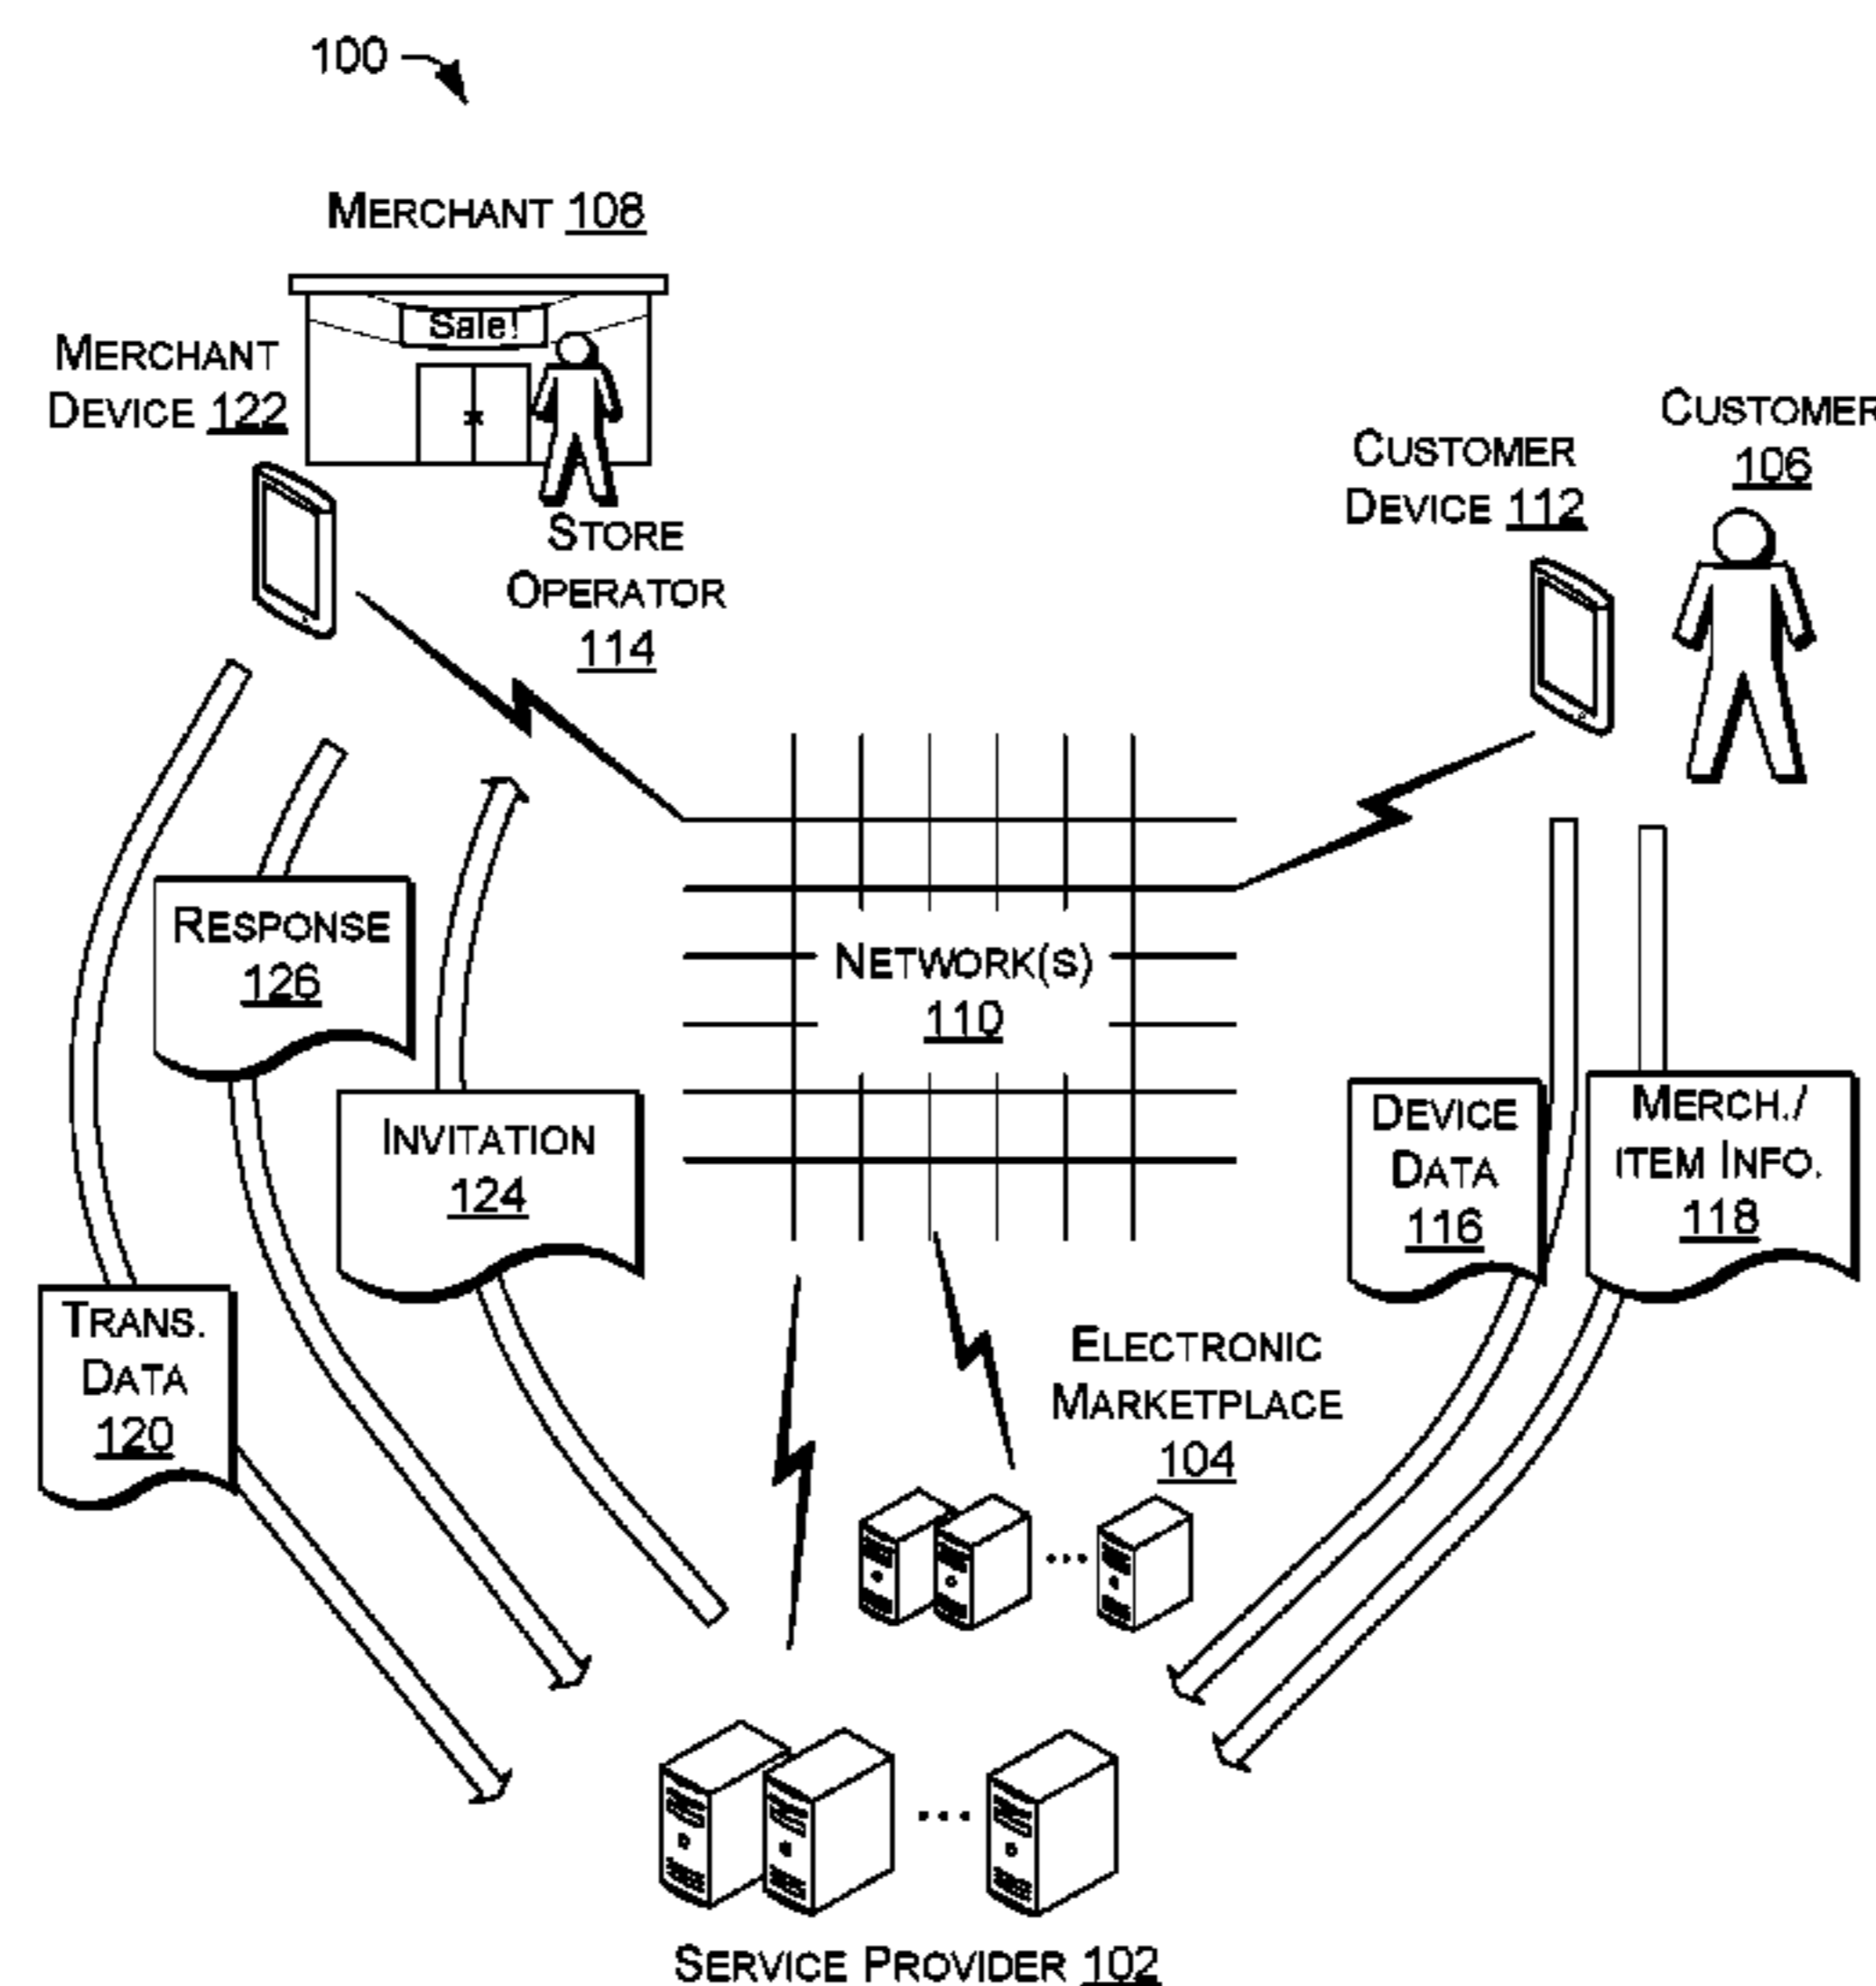 100
MERCHANT 108
Sale!
MERCHANT
DEVICE 122
STORE
OPERATOR
114
CUSTOMER
106
CUSTOMER
DEVICE 112
RESPONSE
126
NETWORK(S)
110
INVITATION
124
DEVICE
DATA
116
MERCH./
ITEM INFO.
118
TRANS.
DATA
120
ELECTRONIC
MARKETPLACE
104
SERVICE PROVIDER 102